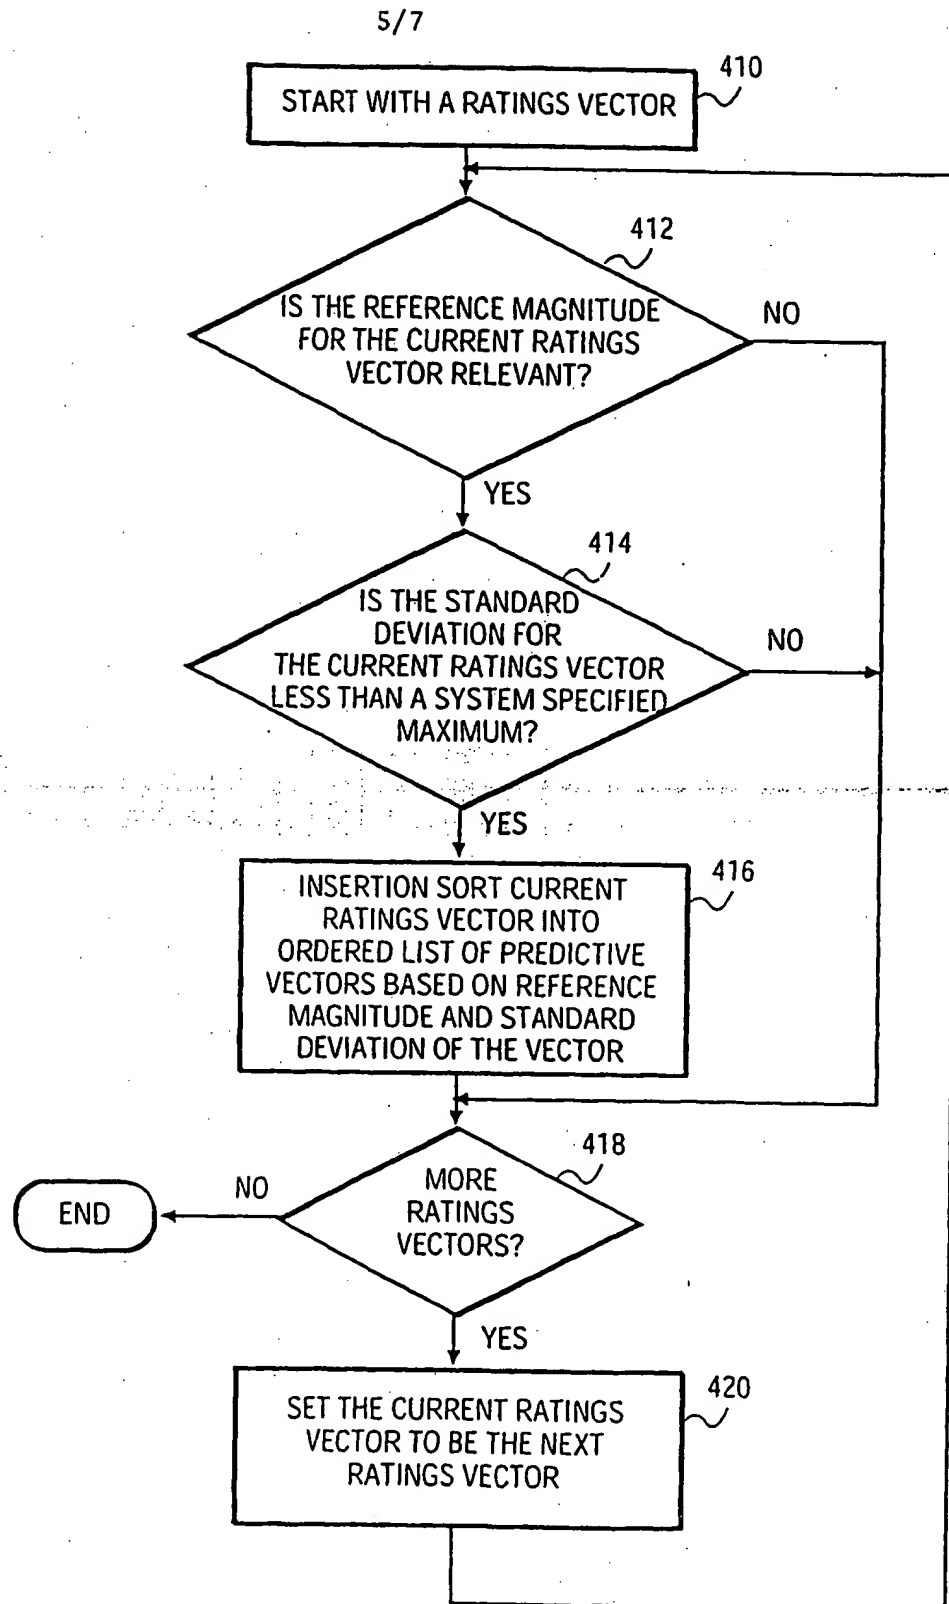 5/7
410
START WITH A RATINGS VECTOR
412
IS THE REFERENCE MAGNITUDE
FOR THE CURRENT RATINGS
VECTOR RELEVANT?
NO
YES
414
IS THE STANDARD
DEVIATION FOR
THE CURRENT RATINGS VECTOR
LESS THAN A SYSTEM SPECIFIED
MAXIMUM?
NO
YES
416
INSERTION SORT CURRENT
RATINGS VECTOR INTO
ORDERED LIST OF PREDICTIVE
VECTORS BASED ON REFERENCE
MAGNITUDE AND STANDARD
DEVIATION OF THE VECTOR
418
MORE
RATINGS
VECTORS?
NO
END
YES
420
SET THE CURRENT RATINGS
VECTOR TO BE THE NEXT
RATINGS VECTOR